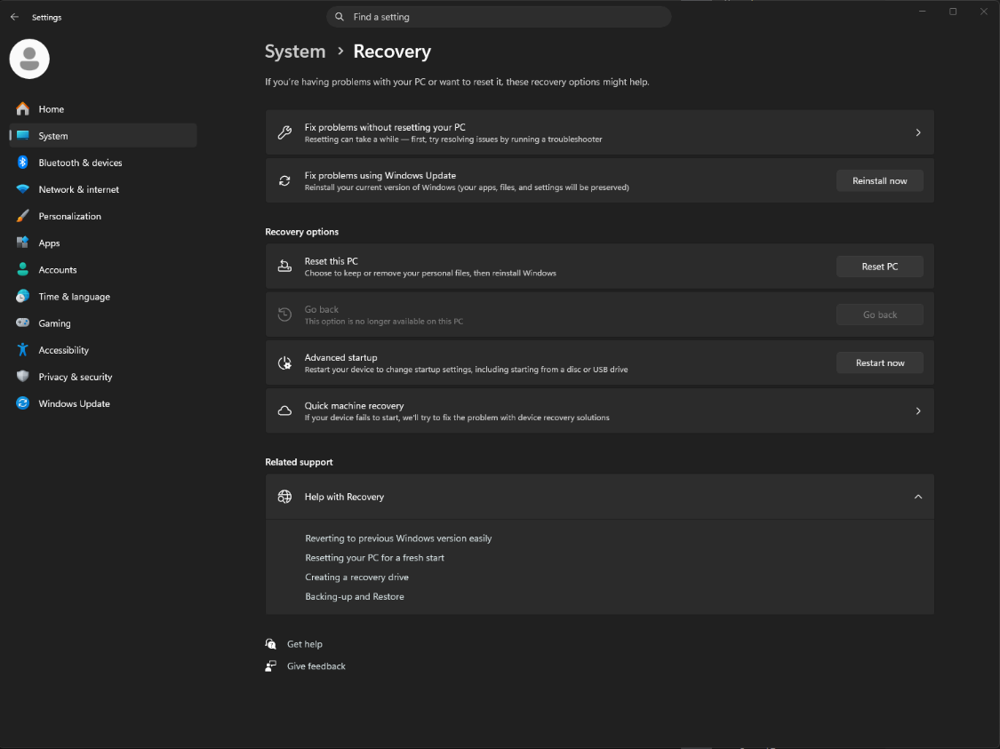 Settings
Find a setting
System › Recovery
If you're having problems with your PC or want to reset it, these recovery options might help.
Home
System
Bluetooth & devices
Network & internet
Personalization
Apps
Accounts
Time & language
Gaming
Accessibility
Privacy & security
Windows Update
Fix problems without resetting your PC
Resetting can take a while — first, try resolving issues by running a troubleshooter
Fix problems using Windows Update
Reinstall your current version of Windows (your apps, files, and settings will be preserved)
Reinstall now
Recovery options
Reset this PC
Choose to keep or remove your personal files, then reinstall Windows
Reset PC
Go back
This option is no longer available on this PC
Go back
Advanced startup
Restart your device to change startup settings, including starting from a disc or USB drive
Restart now
Quick machine recovery
If your device fails to start, we'll try to fix the problem with device recovery solutions
Related support
Help with Recovery
Reverting to previous Windows version easily
Resetting your PC for a fresh start
Creating a recovery drive
Backing-up and Restore
Get help
Give feedback